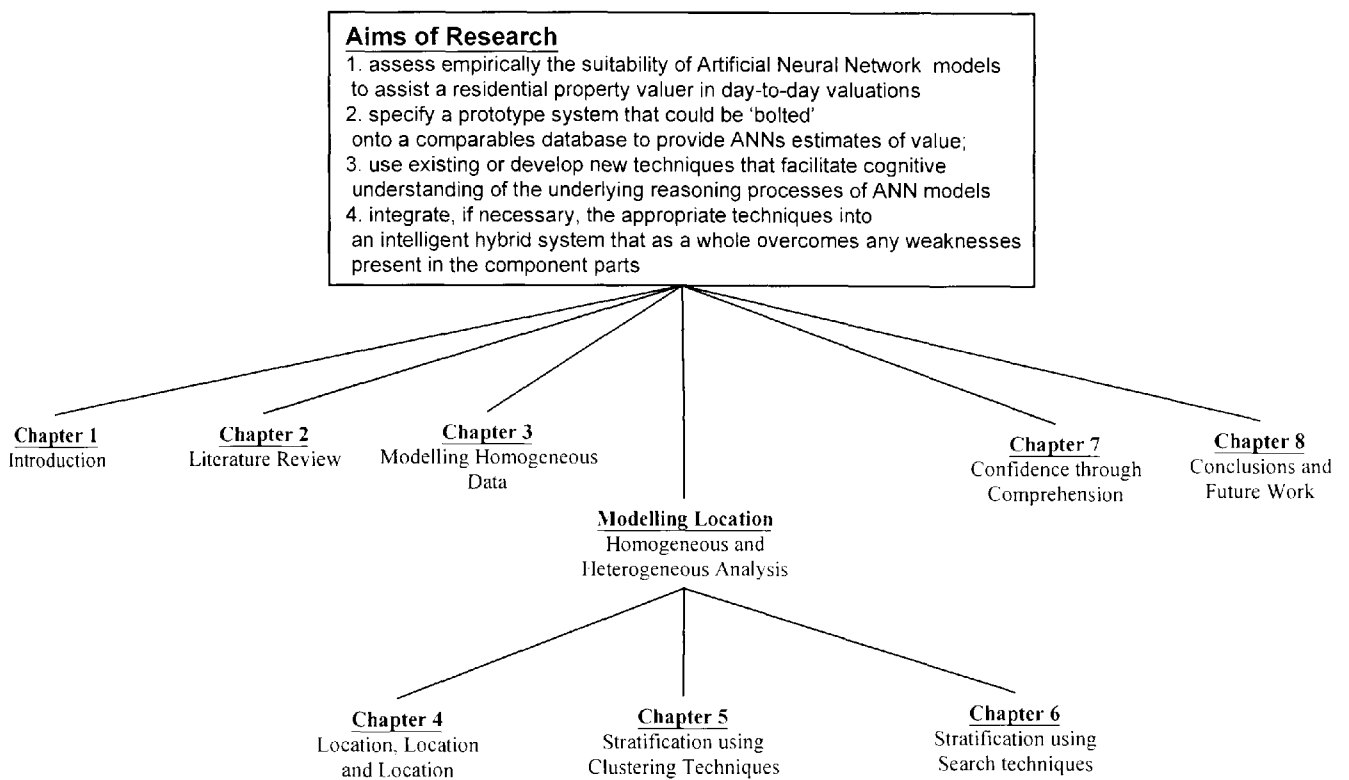 Aims of Research
1. assess empirically the suitability of Artificial Neural Network models
to assist a residential property valuer in day-to-day valuations
2. specify a prototype system that could be 'bolted'
onto a comparables database to provide ANNs estimates of value;
3. use existing or develop new techniques that facilitate cognitive
understanding of the underlying reasoning processes of ANN models
4. integrate, if necessary, the appropriate techniques into
an intelligent hybrid system that as a whole overcomes any weaknesses
present in the component parts
Chapter 1
Introduction
Chapter 2
Literature Review
Chapter 3
Modelling Homogeneous
Data
Modelling Location
Homogeneous and
Heterogeneous Analysis
Chapter 7
Confidence through
Comprehension
Chapter 8
Conclusions and
Future Work
Chapter 4
Location, Location
and Location
Chapter 5
Stratification using
Clustering Techniques
Chapter 6
Stratification using
Search techniques